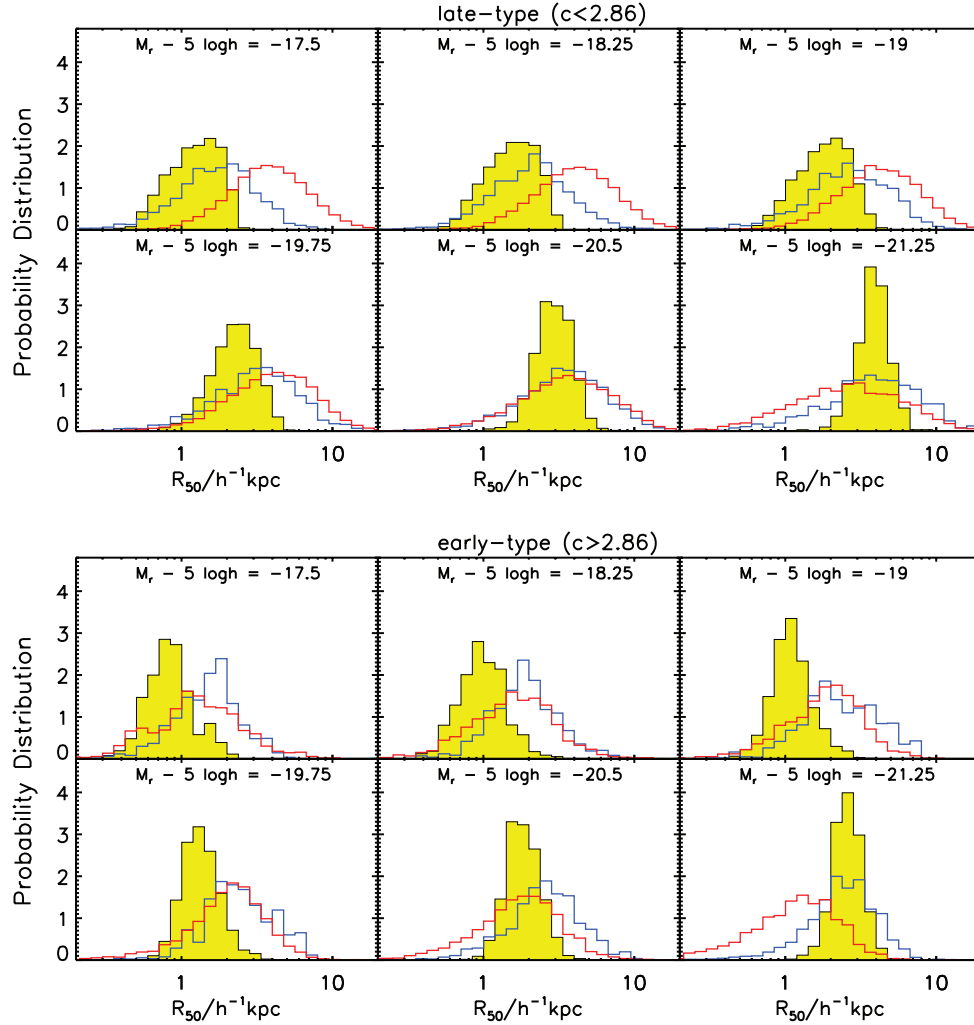 late-type (c<2.86)
M_r - 5 logh = -17.5
M_r - 5 logh = -18.25
M_r - 5 logh = -19
4
3
2
1
0
M_r - 5 logh = -19.75
M_r - 5 logh = -20.5
M_r - 5 logh = -21.25
4
3
2
1
0
Probability Distribution
1 10
1 10
1 10
R_50/h^-1kpc
R_50/h^-1kpc
R_50/h^-1kpc
early-type (c>2.86)
M_r - 5 logh = -17.5
M_r - 5 logh = -18.25
M_r - 5 logh = -19
4
3
2
1
0
M_r - 5 logh = -19.75
M_r - 5 logh = -20.5
M_r - 5 logh = -21.25
4
3
2
1
0
Probability Distribution
1 10
1 10
1 10
R_50/h^-1kpc
R_50/h^-1kpc
R_50/h^-1kpc